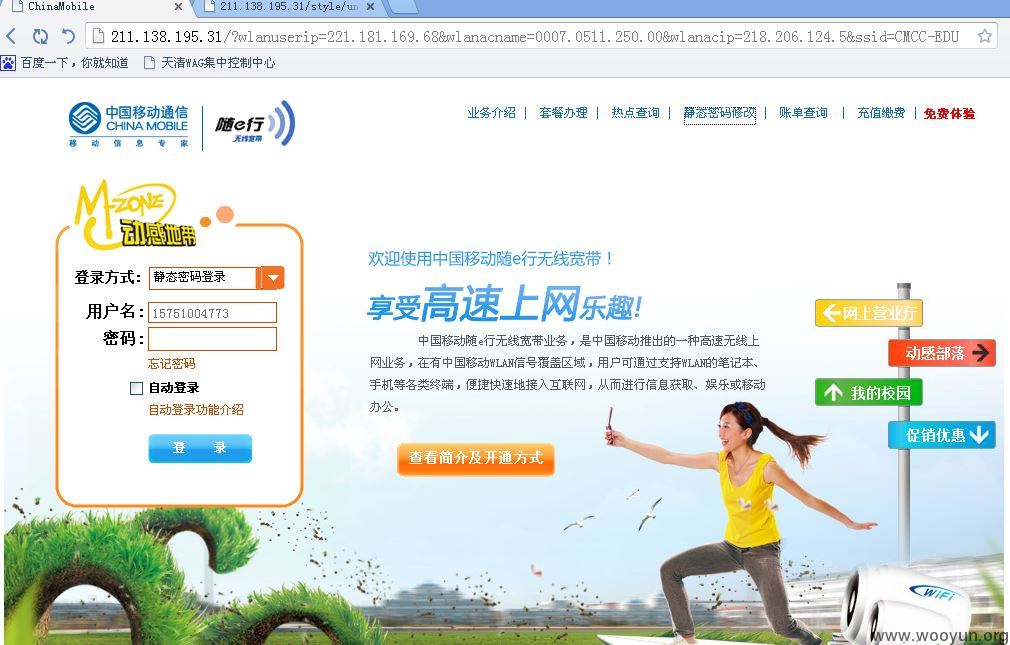 ChinaMobile
211.138.195.31/style/un
211.138.195.31/?wlanuserip=221.181.169.68&wlanacname=0007.0511.250.00&wlanacip=218.206.124.5&ssid=CMCC-EDU
百度一下，你就知道 天清WAG集中控制中心
中国移动通信
CHINA MOBILE
移动信息专家
随e行
无线宽带
业务介绍 | 套餐办理 | 热点查询 | 静态密码修改 | 账单查询 | 充值缴费 | 免费体验
M-ZONE
动感地带
登录方式: 静态密码登录
用户名: 15751004773
密码:
忘记密码
自动登录
自动登录功能介绍
登 录
欢迎使用中国移动随e行无线宽带！
享受高速上网乐趣!
中国移动随e行无线宽带业务，是中国移动推出的一种高速无线上
网业务，在有中国移动WLAN信号覆盖区域，用户可通过支持WLAN的笔记本、
手机等各类终端，便捷快速地接入互联网，从而进行信息获取、娱乐或移动
办公。
查看简介及开通方式
网上营业厅
动感部落
我的校园
促销优惠
WiFi
www.wooyun.org